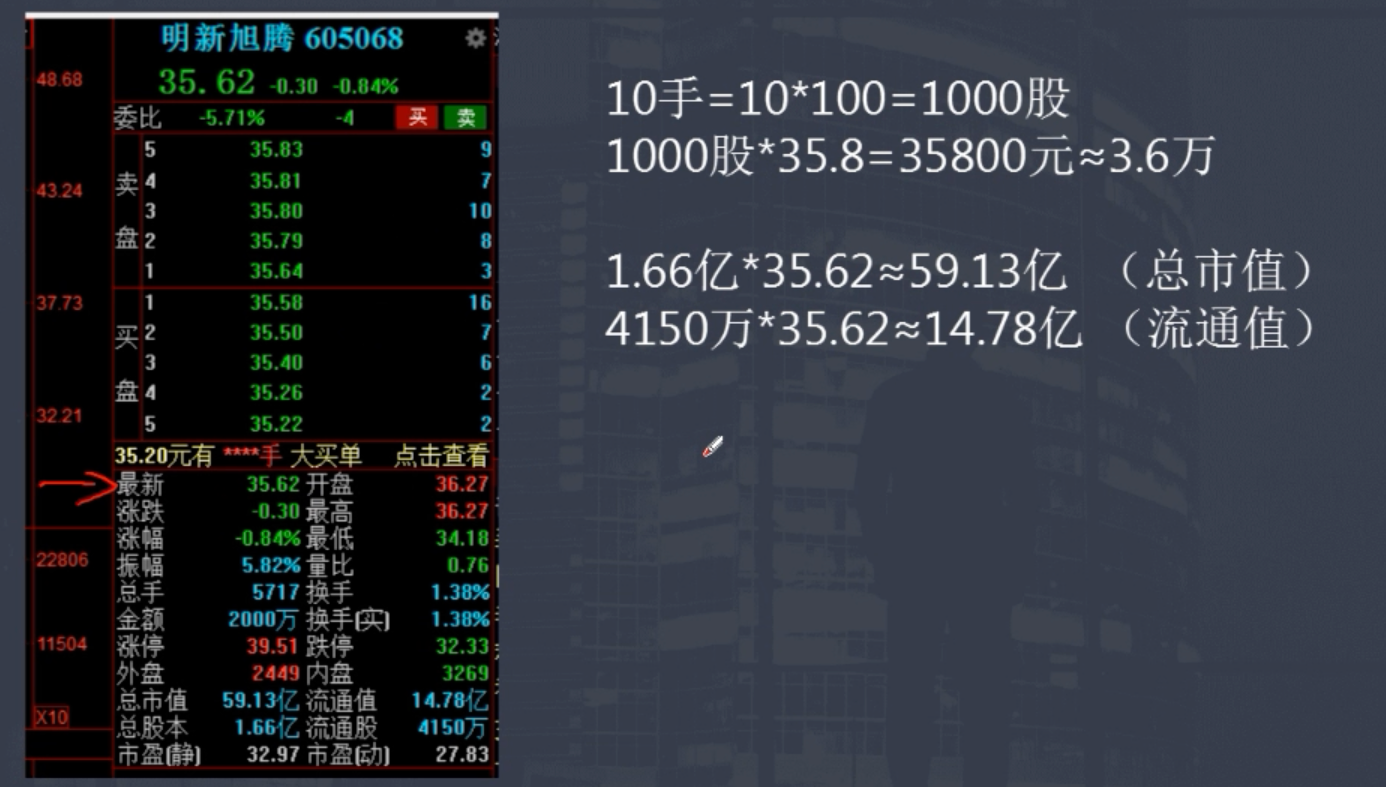 明新旭腾 605068
35.62 -0.30 -0.84%
委比 -5.71% -4 买 卖
卖盘
5 35.83 9
4 35.81 7
3 35.80 10
2 35.79 8
1 35.64 3
买盘
1 35.58 16
2 35.50 7
3 35.40 6
4 35.26 2
5 35.22 2
35.20元有 ****手 大买单 点击查看
最新 35.62 开盘 36.27
涨跌 -0.30 最高 36.27
涨幅 -0.84% 最低 34.18
振幅 5.82% 量比 0.76
总手 5717 换手 1.38%
金额 2000万 换手(实) 1.38%
涨停 39.51 跌停 32.33
外盘 2449 内盘 3269
总市值 59.13亿 流通值 14.78亿
总股本 1.66亿 流通股 4150万
市盈(静) 32.97 市盈(动) 27.83
48.68
43.24
37.73
32.21
22806
11504
X10
10手=10*100=1000股
1000股*35.8=35800元≈3.6万
1.66亿*35.62≈59.13亿 （总市值）
4150万*35.62≈14.78亿 （流通值）